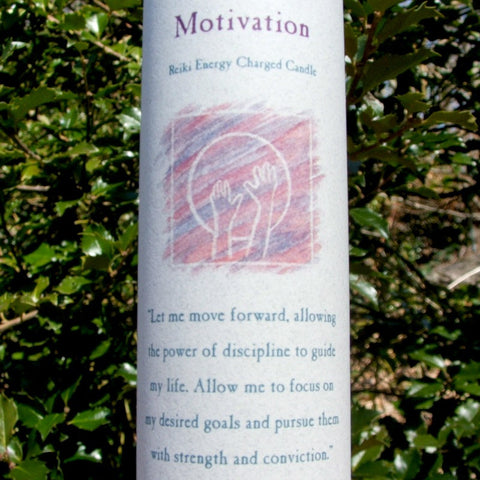 Motivation
Reiki Energy Charged Candle
"Let me move forward, allowing
the power of discipline to guide
my life. Allow me to focus on
my desired goals and pursue them
with strength and conviction."